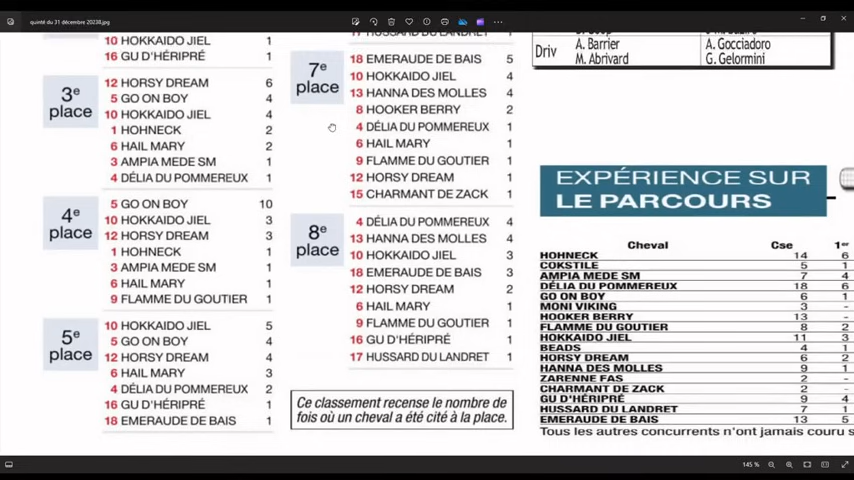 quinté du 31 décembre 20238.jpg
10 HOKKAIDO JIEL 1
16 GU D'HÉRIPRÉ 1
3e place
12 HORSY DREAM 6
5 GO ON BOY 4
10 HOKKAIDO JIEL 4
1 HOHNECK 2
6 HAIL MARY 2
3 AMPIA MEDE SM 1
4 DÉLIA DU POMMEREUX 1
4e place
5 GO ON BOY 10
10 HOKKAIDO JIEL 3
12 HORSY DREAM 3
1 HOHNECK 1
3 AMPIA MEDE SM 1
6 HAIL MARY 1
9 FLAMME DU GOUTIER 1
5e place
10 HOKKAIDO JIEL 5
5 GO ON BOY 4
12 HORSY DREAM 4
6 HAIL MARY 3
4 DÉLIA DU POMMEREUX 2
16 GU D'HÉRIPRÉ 1
18 EMERAUDE DE BAIS 1
17 HUSSARD DU LANDRET 1
7e place
18 EMERAUDE DE BAIS 5
10 HOKKAIDO JIEL 4
13 HANNA DES MOLLES 4
8 HOOKER BERRY 2
4 DÉLIA DU POMMEREUX 1
6 HAIL MARY 1
9 FLAMME DU GOUTIER 1
12 HORSY DREAM 1
15 CHARMANT DE ZACK 1
8e place
4 DÉLIA DU POMMEREUX 4
13 HANNA DES MOLLES 4
10 HOKKAIDO JIEL 3
18 EMERAUDE DE BAIS 3
12 HORSY DREAM 2
6 HAIL MARY 1
9 FLAMME DU GOUTIER 1
16 GU D'HÉRIPRÉ 1
17 HUSSARD DU LANDRET 1
Ce classement recense le nombre de
fois où un cheval a été cité à la place.
Driv
A. Barrier A. Gocciadoro
M. Abrivard G. Gelormini
EXPÉRIENCE SUR
LE PARCOURS
Cheval Cse 1er
HOHNECK 14 6
COKSTILE 5 1
AMPIA MEDE SM 7 4
DÉLIA DU POMMEREUX 18 6
GO ON BOY 6 1
MONI VIKING 3 -
HOOKER BERRY 13 -
FLAMME DU GOUTIER 8 2
HOKKAIDO JIEL 11 3
BEADS 4 1
HORSY DREAM 6 2
HANNA DES MOLLES 9 1
ZARENNE FAS 2 -
CHARMANT DE ZACK 2 -
GU D'HÉRIPRÉ 9 4
HUSSARD DU LANDRET 7 1
EMERAUDE DE BAIS 13 5
Tous les autres concurrents n'ont jamais couru s
145 %